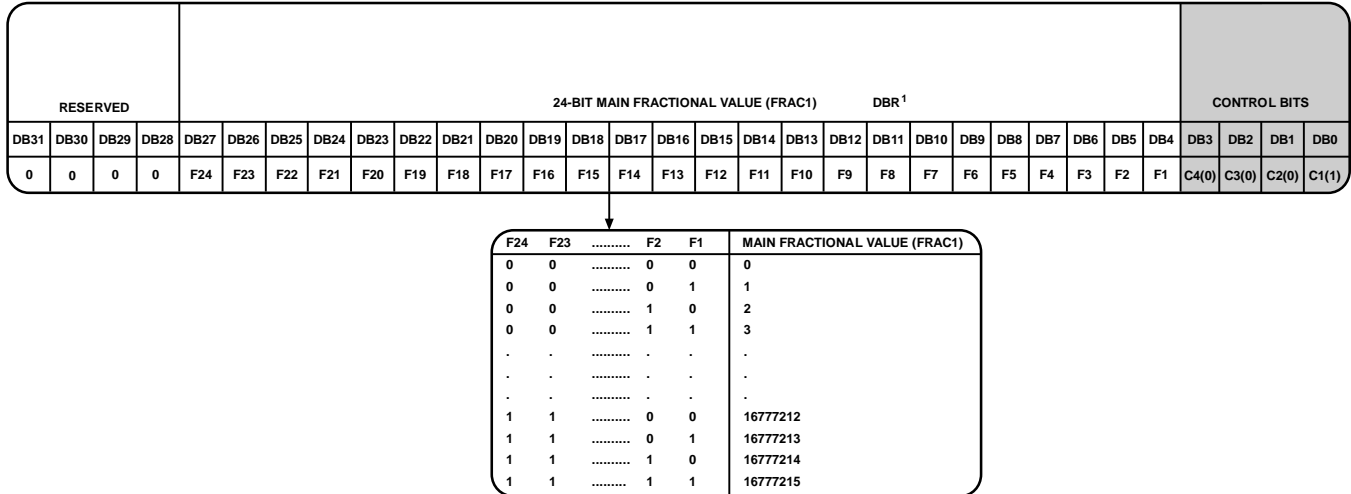 RESERVED 24-BIT MAIN FRACTIONAL VALUE (FRAC1) DBR1 CONTROL BITS
DB31 DB30 DB29 DB28 DB27 DB26 DB25 DB24 DB23 DB22 DB21 DB20 DB19 DB18 DB17 DB16 DB15 DB14 DB13 DB12 DB11 DB10 DB9 DB8 DB7 DB6 DB5 DB4 DB3 DB2 DB1 DB0
0 0 0 0 F24 F23 F22 F21 F20 F19 F18 F17 F16 F15 F14 F13 F12 F11 F10 F9 F8 F7 F6 F5 F4 F3 F2 F1 C4(0) C3(0) C2(0) C1(1)
F24 F23 .......... F2 F1 MAIN FRACTIONAL VALUE (FRAC1)
0 0 .......... 0 0 0
0 0 .......... 0 1 1
0 0 .......... 1 0 2
0 0 .......... 1 1 3
. . .......... . . .
. . .......... . . .
. . .......... . . .
1 1 .......... 0 0 16777212
1 1 .......... 0 1 16777213
1 1 .......... 1 0 16777214
1 1 ......... 1 1 16777215